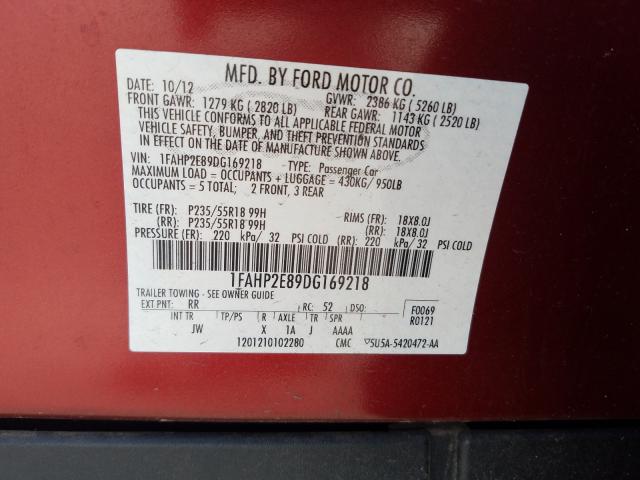 MFD. BY FORD MOTOR CO.
DATE: 10/12 GVWR: 2386 KG ( 5260 LB)
FRONT GAWR: 1279 KG ( 2820 LB) REAR GAWR: 1143 KG ( 2520 LB)
THIS VEHICLE CONFORMS TO ALL APPLICABLE FEDERAL MOTOR
VEHICLE SAFETY, BUMPER, AND THEFT PREVENTION STANDARDS
IN EFFECT ON THE DATE OF MANUFACTURE SHOWN ABOVE.
VIN: 1FAHP2E89DG169218 TYPE: Passenger Car
MAXIMUM LOAD = OCCUPANTS + LUGGAGE = 430KG/ 950LB
OCCUPANTS = 5 TOTAL; 2 FRONT, 3 REAR
TIRE (FR) P235/55R18 99H RIMS (FR): 18X8.0J
(RR): P235/55R18 99H (RR): 18X8.0J
PRESSURE (FR): 220 kPa/ 32 PSI COLD (RR): 220 kPa/ 32 PSI COLD
1FAHP2E89DG169218
TRAILER TOWING - SEE OWNER GUIDE
EXT PNT: RR RC: 52 DSO: F0069
INT TR TP/PS R AXLE TR SPR R0121
JW X 1A J AAAA
1201210102280 CMC 5U5A-5420472-AA